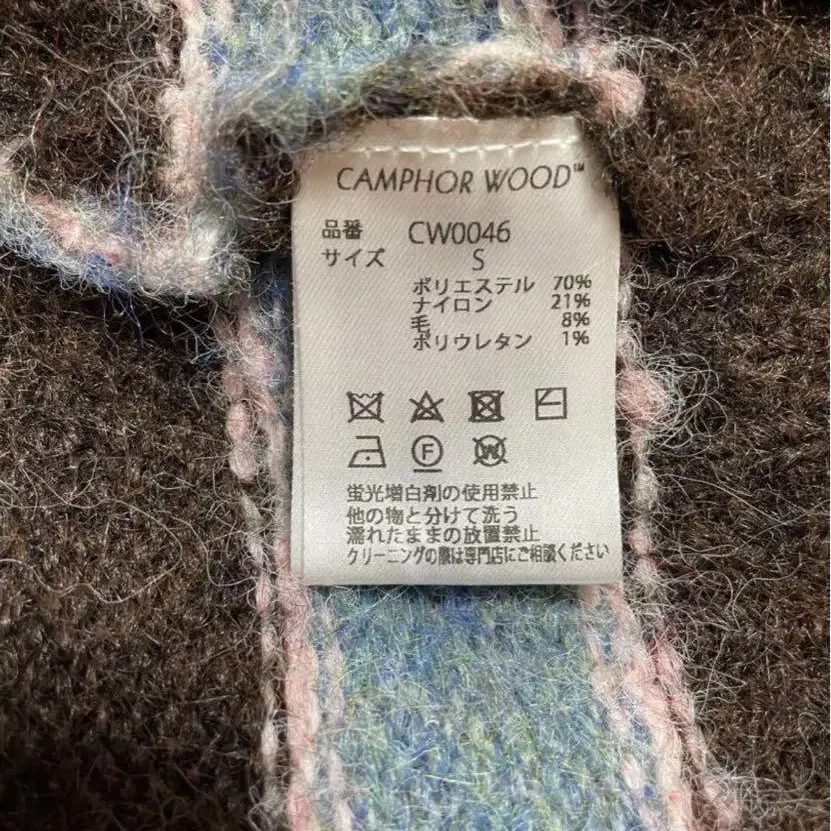 CAMPHOR WOOD™
品番 CW0046
サイズ S
ポリエステル 70%
ナイロン 21%
毛 8%
ポリウレタン 1%
F W
蛍光増白剤の使用禁止
他の物と分けて洗う
濡れたままの放置禁止
クリーニングの際は専門店にご相談ください